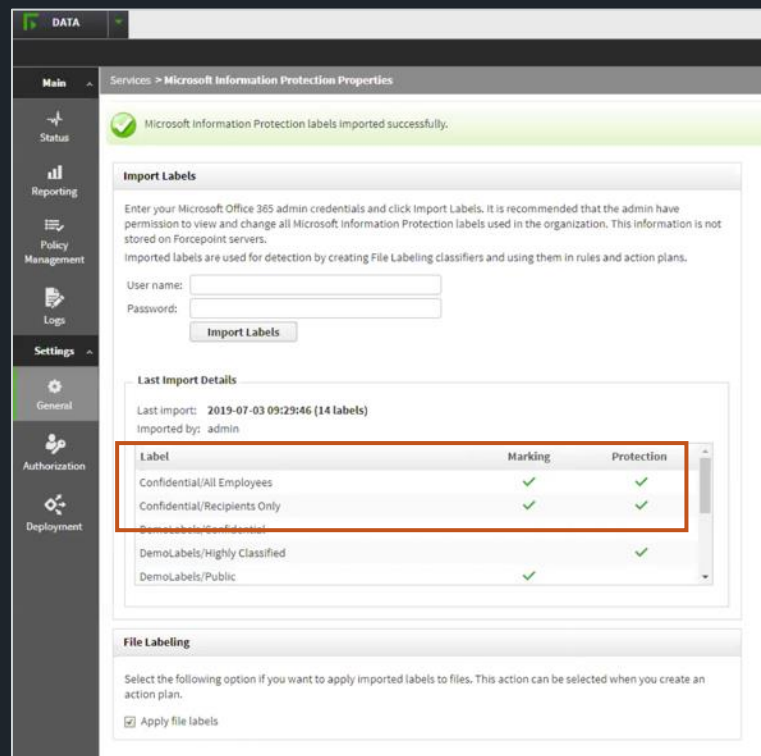 DATA
Main
Status
Reporting
Policy
Management
Logs
Settings
General
Authorization
Deployment
Services > Microsoft Information Protection Properties
Microsoft Information Protection labels imported successfully.
Import Labels
Enter your Microsoft Office 365 admin credentials and click Import Labels. It is recommended that the admin have
permission to view and change all Microsoft Information Protection labels used in the organization. This information is not
stored on Forcepoint servers.
Imported labels are used for detection by creating File Labeling classifiers and using them in rules and action plans.
User name:
Password:
Import Labels
Last Import Details
Last import: 2019-07-03 09:29:46 (14 labels)
Imported by: admin
Label Marking Protection
Confidential/All Employees
Confidential/Recipients Only
DemoLabels/Confidential
DemoLabels/Highly Classified
DemoLabels/Public
File Labeling
Select the following option if you want to apply imported labels to files. This action can be selected when you create an
action plan.
Apply file labels